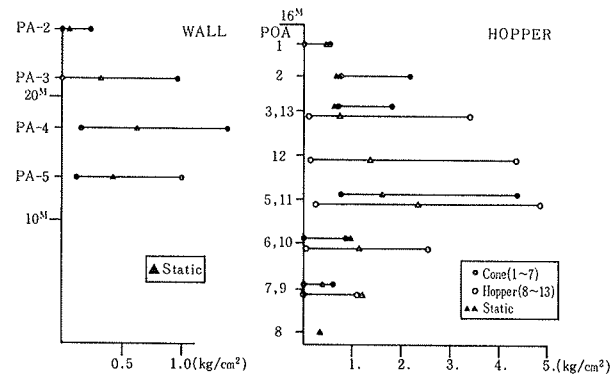 WALL
PA-2
PA-3
20M
PA-4
PA-5
10M
▲ Static
0.5 1.0 (kg/cm²)
16M
POA HOPPER
1
2
3,13
12
5,11
6,10
7,9
8
● Cone(1~7)
○ Hopper(8~13)
▲▲ Static
1. 2. 3. 4. 5. (kg/cm²)